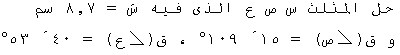 حل المثلث س ص ع الذى فيه سَ = ٨,٧ سم
و ق(∠ص) = ١٥ َ ١٠٩° ، ق(∠ع) = ٤٠ َ ٥٣°